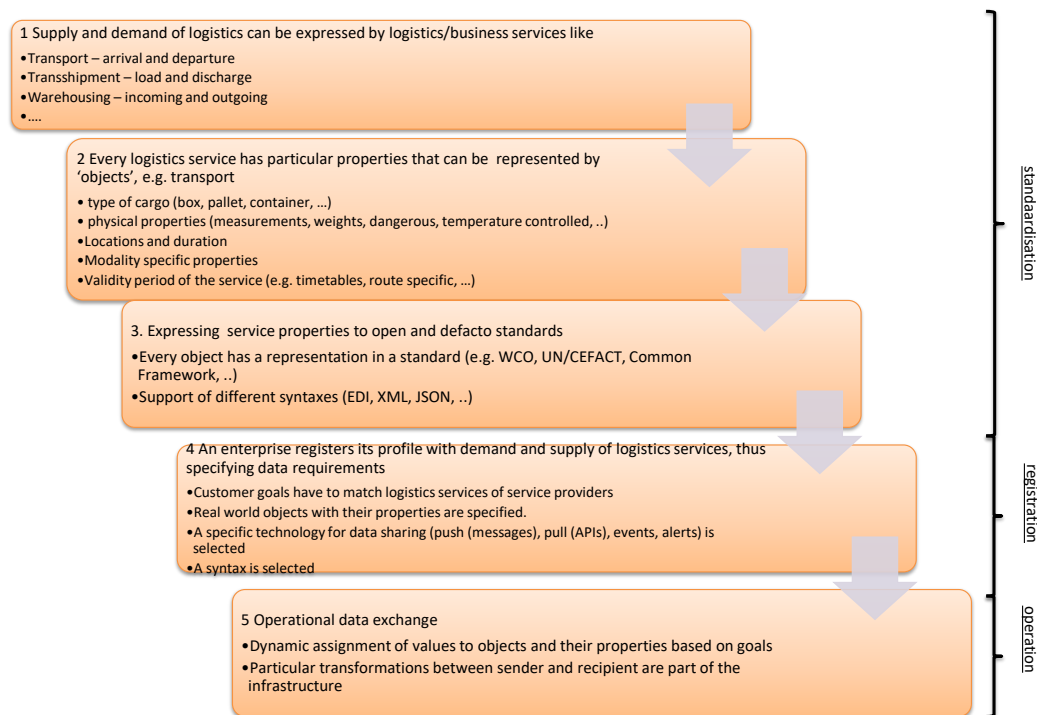 1 Supply and demand of logistics can be expressed by logistics/business services like
•Transport – arrival and departure
•Transshipment – load and discharge
•Warehousing – incoming and outgoing
•….
2 Every logistics service has particular properties that can be  represented by
‘objects’, e.g. transport
• type of cargo (box, pallet, container, …)
• physical properties (measurements, weights, dangerous, temperature controlled, ..)
•Locations and duration
•Modality specific properties
•Validity period of the service (e.g. timetables, route specific, …)
3. Expressing  service properties to open and defacto standards
•Every object has a representation in a standard (e.g. WCO, UN/CEFACT, Common
Framework, ..)
•Support of different syntaxes (EDI, XML, JSON, ..)
standaardisation
4 An enterprise registers its profile with demand and supply of logistics services, thus
specifying data requirements
•Customer goals have to match logistics services of service providers
•Real world objects with their properties are specified.
•A specific technology for data sharing (push (messages), pull (APIs), events, alerts) is
selected
•A syntax is selected
registration
5 Operational data exchange
•Dynamic assignment of values to objects and their properties based on goals
•Particular transformations between sender and recipient are part of the
infrastructure
operation